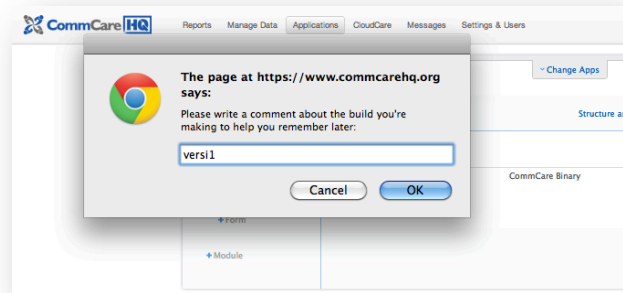 CommCare HQ
Reports Manage Data Applications CloudCare Messages Settings & Users
The page at https://www.commcarehq.org
says:
Change Apps
Please write a comment about the build you're
making to help you remember later:
Structure
versi1
CommCare Binary
Cancel OK
+ Form
+ Module